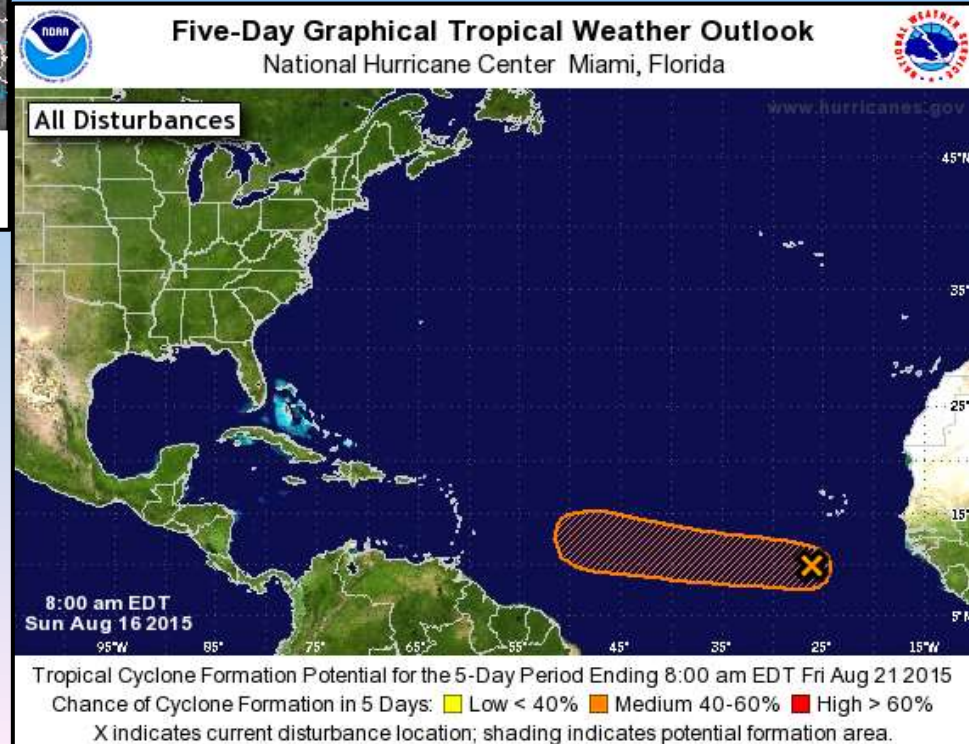 NOAA
Five-Day Graphical Tropical Weather Outlook
National Hurricane Center Miami, Florida
NATIONAL WEATHER SERVICE
All Disturbances
www.hurricanes.gov
45°N
35°
25°
15°
5°N
8:00 am EDT
Sun Aug 16 2015
95°W 85° 75° 65° 55° 45° 35° 25° 15°W
X
Tropical Cyclone Formation Potential for the 5-Day Period Ending 8:00 am EDT Fri Aug 21 2015
Chance of Cyclone Formation in 5 Days: Low < 40% Medium 40-60% High > 60%
X indicates current disturbance location; shading indicates potential formation area.